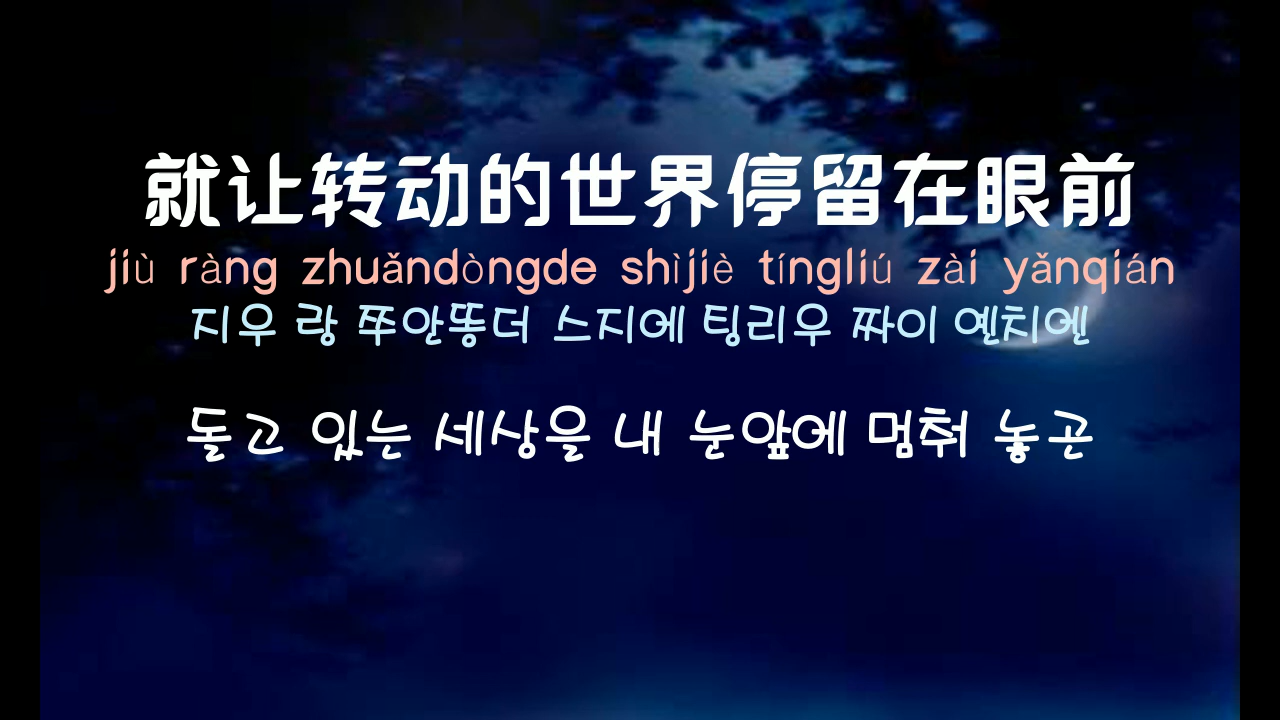 就让转动的世界停留在眼前
jiù ràng zhuǎndòngde shìjiè tíngliú zài yǎnqián
지우 랑 쭈안똥더 스지에 팅리우 짜이 옌치엔
돌고 있는 세상을 내 눈앞에 멈춰 놓곤